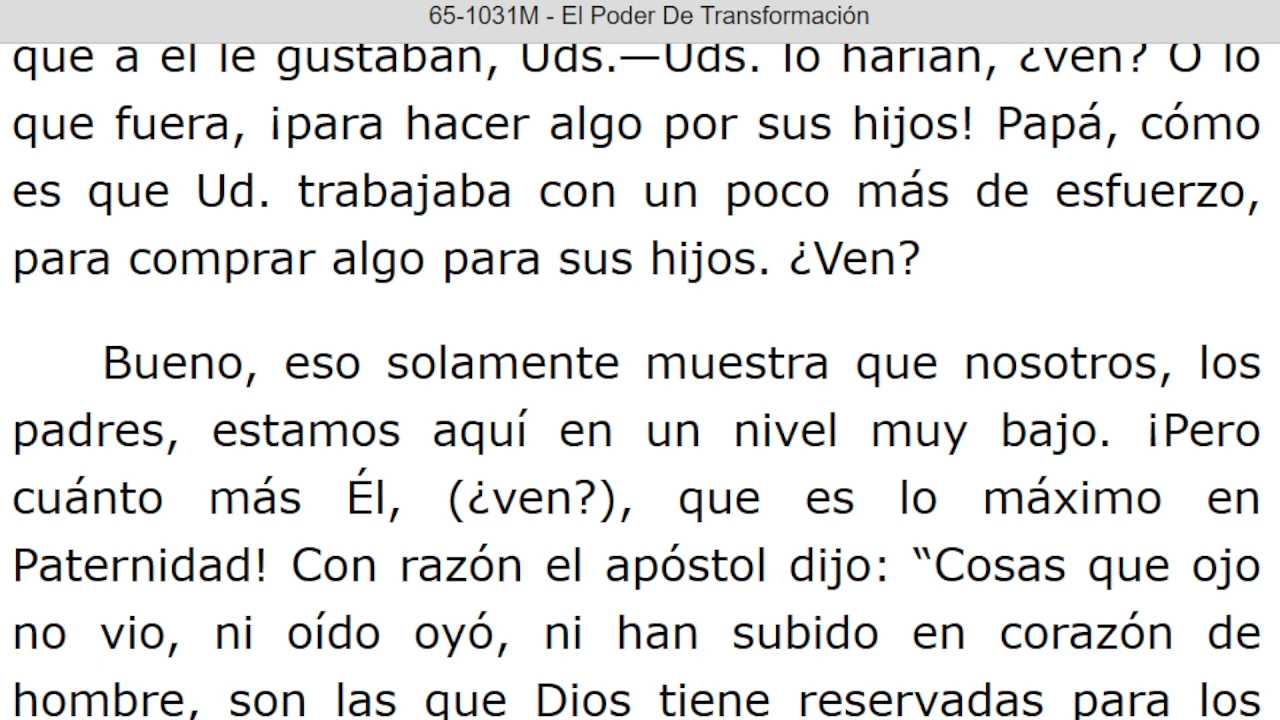 65-1031M - El Poder De Transformación
que a él le gustaban, Uds.—Uds. lo harían, ¿ven? O lo
que fuera, ¡para hacer algo por sus hijos! Papá, cómo
es que Ud. trabajaba con un poco más de esfuerzo,
para comprar algo para sus hijos. ¿Ven?
Bueno, eso solamente muestra que nosotros, los
padres, estamos aquí en un nivel muy bajo. ¡Pero
cuánto más Él, (¿ven?), que es lo máximo en
Paternidad! Con razón el apóstol dijo: “Cosas que ojo
no vio, ni oído oyó, ni han subido en corazón de
hombre, son las que Dios tiene reservadas para los